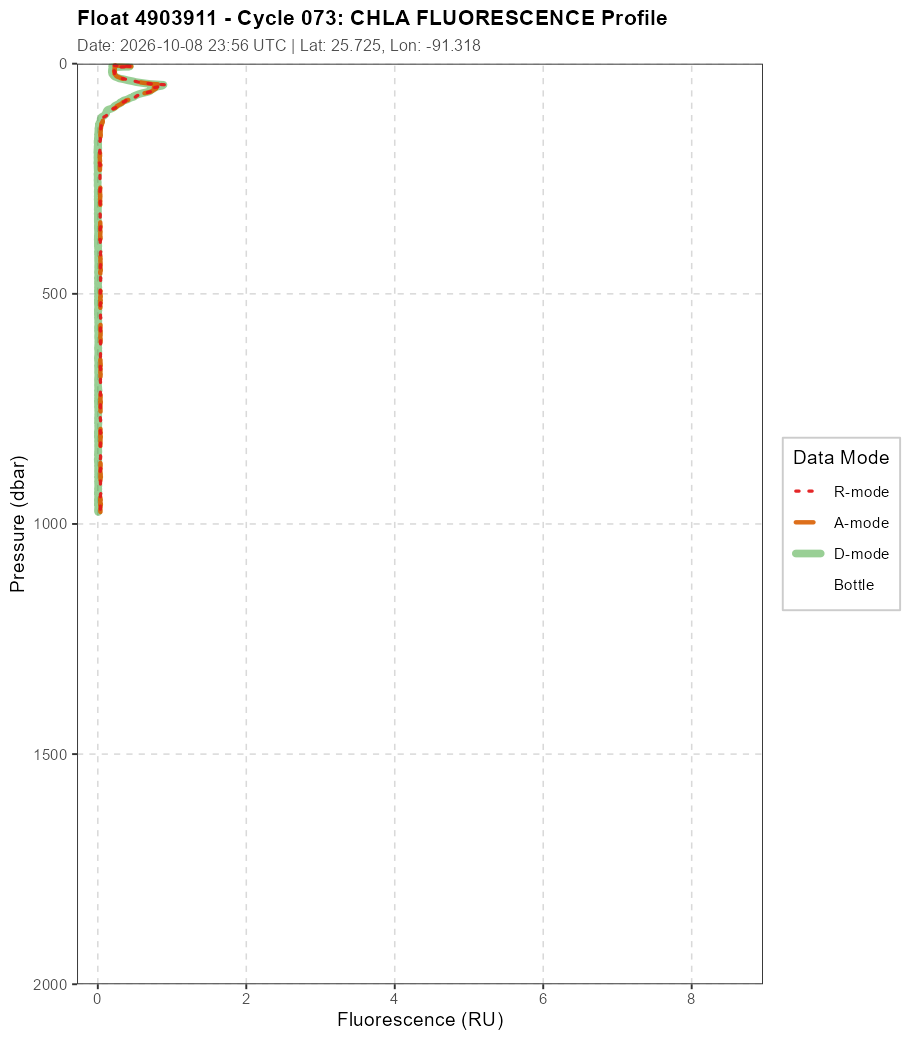 Float 4903911 - Cycle 073: CHLA FLUORESCENCE Profile
Date: 2026-10-08 23:56 UTC | Lat: 25.725, Lon: -91.318
0
500
1000
1500
2000
Pressure (dbar)
0 2 4 6 8
Fluorescence (RU)
Data Mode
R-mode
A-mode
D-mode
Bottle